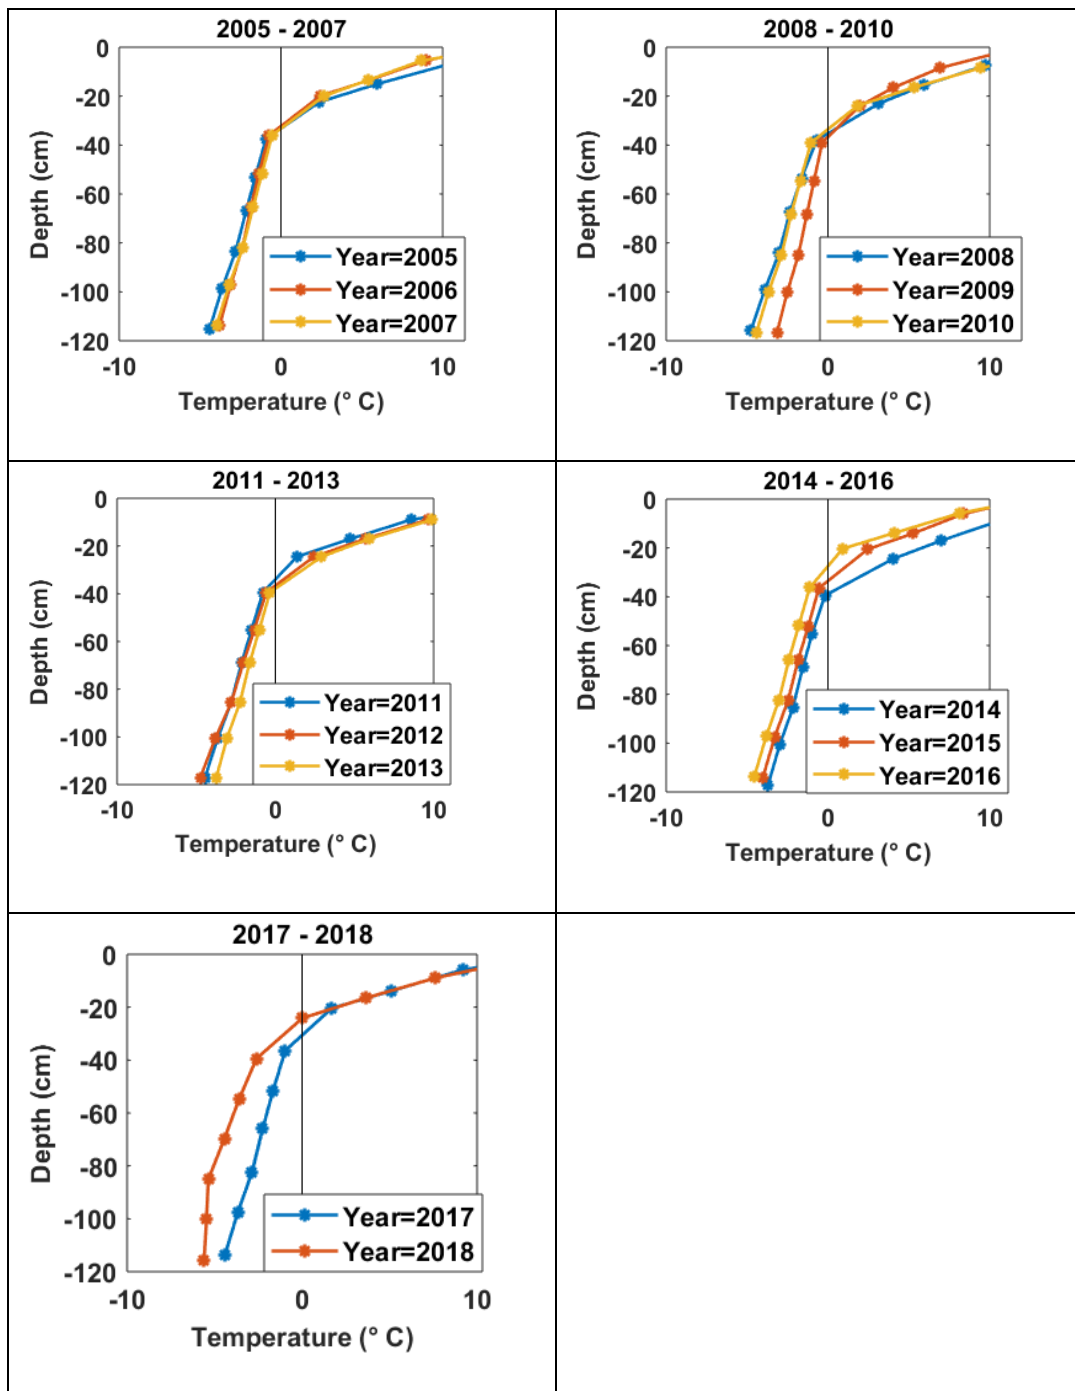 2005 - 2007
0
-20
-40
-60
-80
-100
-120
Depth (cm)
Year=2005
Year=2006
Year=2007
-10 0 10
Temperature (° C)
2008 - 2010
0
-20
-40
-60
-80
-100
-120
Depth (cm)
Year=2008
Year=2009
Year=2010
-10 0 10
Temperature (° C)
2011 - 2013
0
-20
-40
-60
-80
-100
-120
Depth (cm)
Year=2011
Year=2012
Year=2013
-10 0 10
Temperature (° C)
2014 - 2016
0
-20
-40
-60
-80
-100
-120
Depth (cm)
Year=2014
Year=2015
Year=2016
-10 0 10
Temperature (° C)
2017 - 2018
0
-20
-40
-60
-80
-100
-120
Depth (cm)
Year=2017
Year=2018
-10 0 10
Temperature (° C)